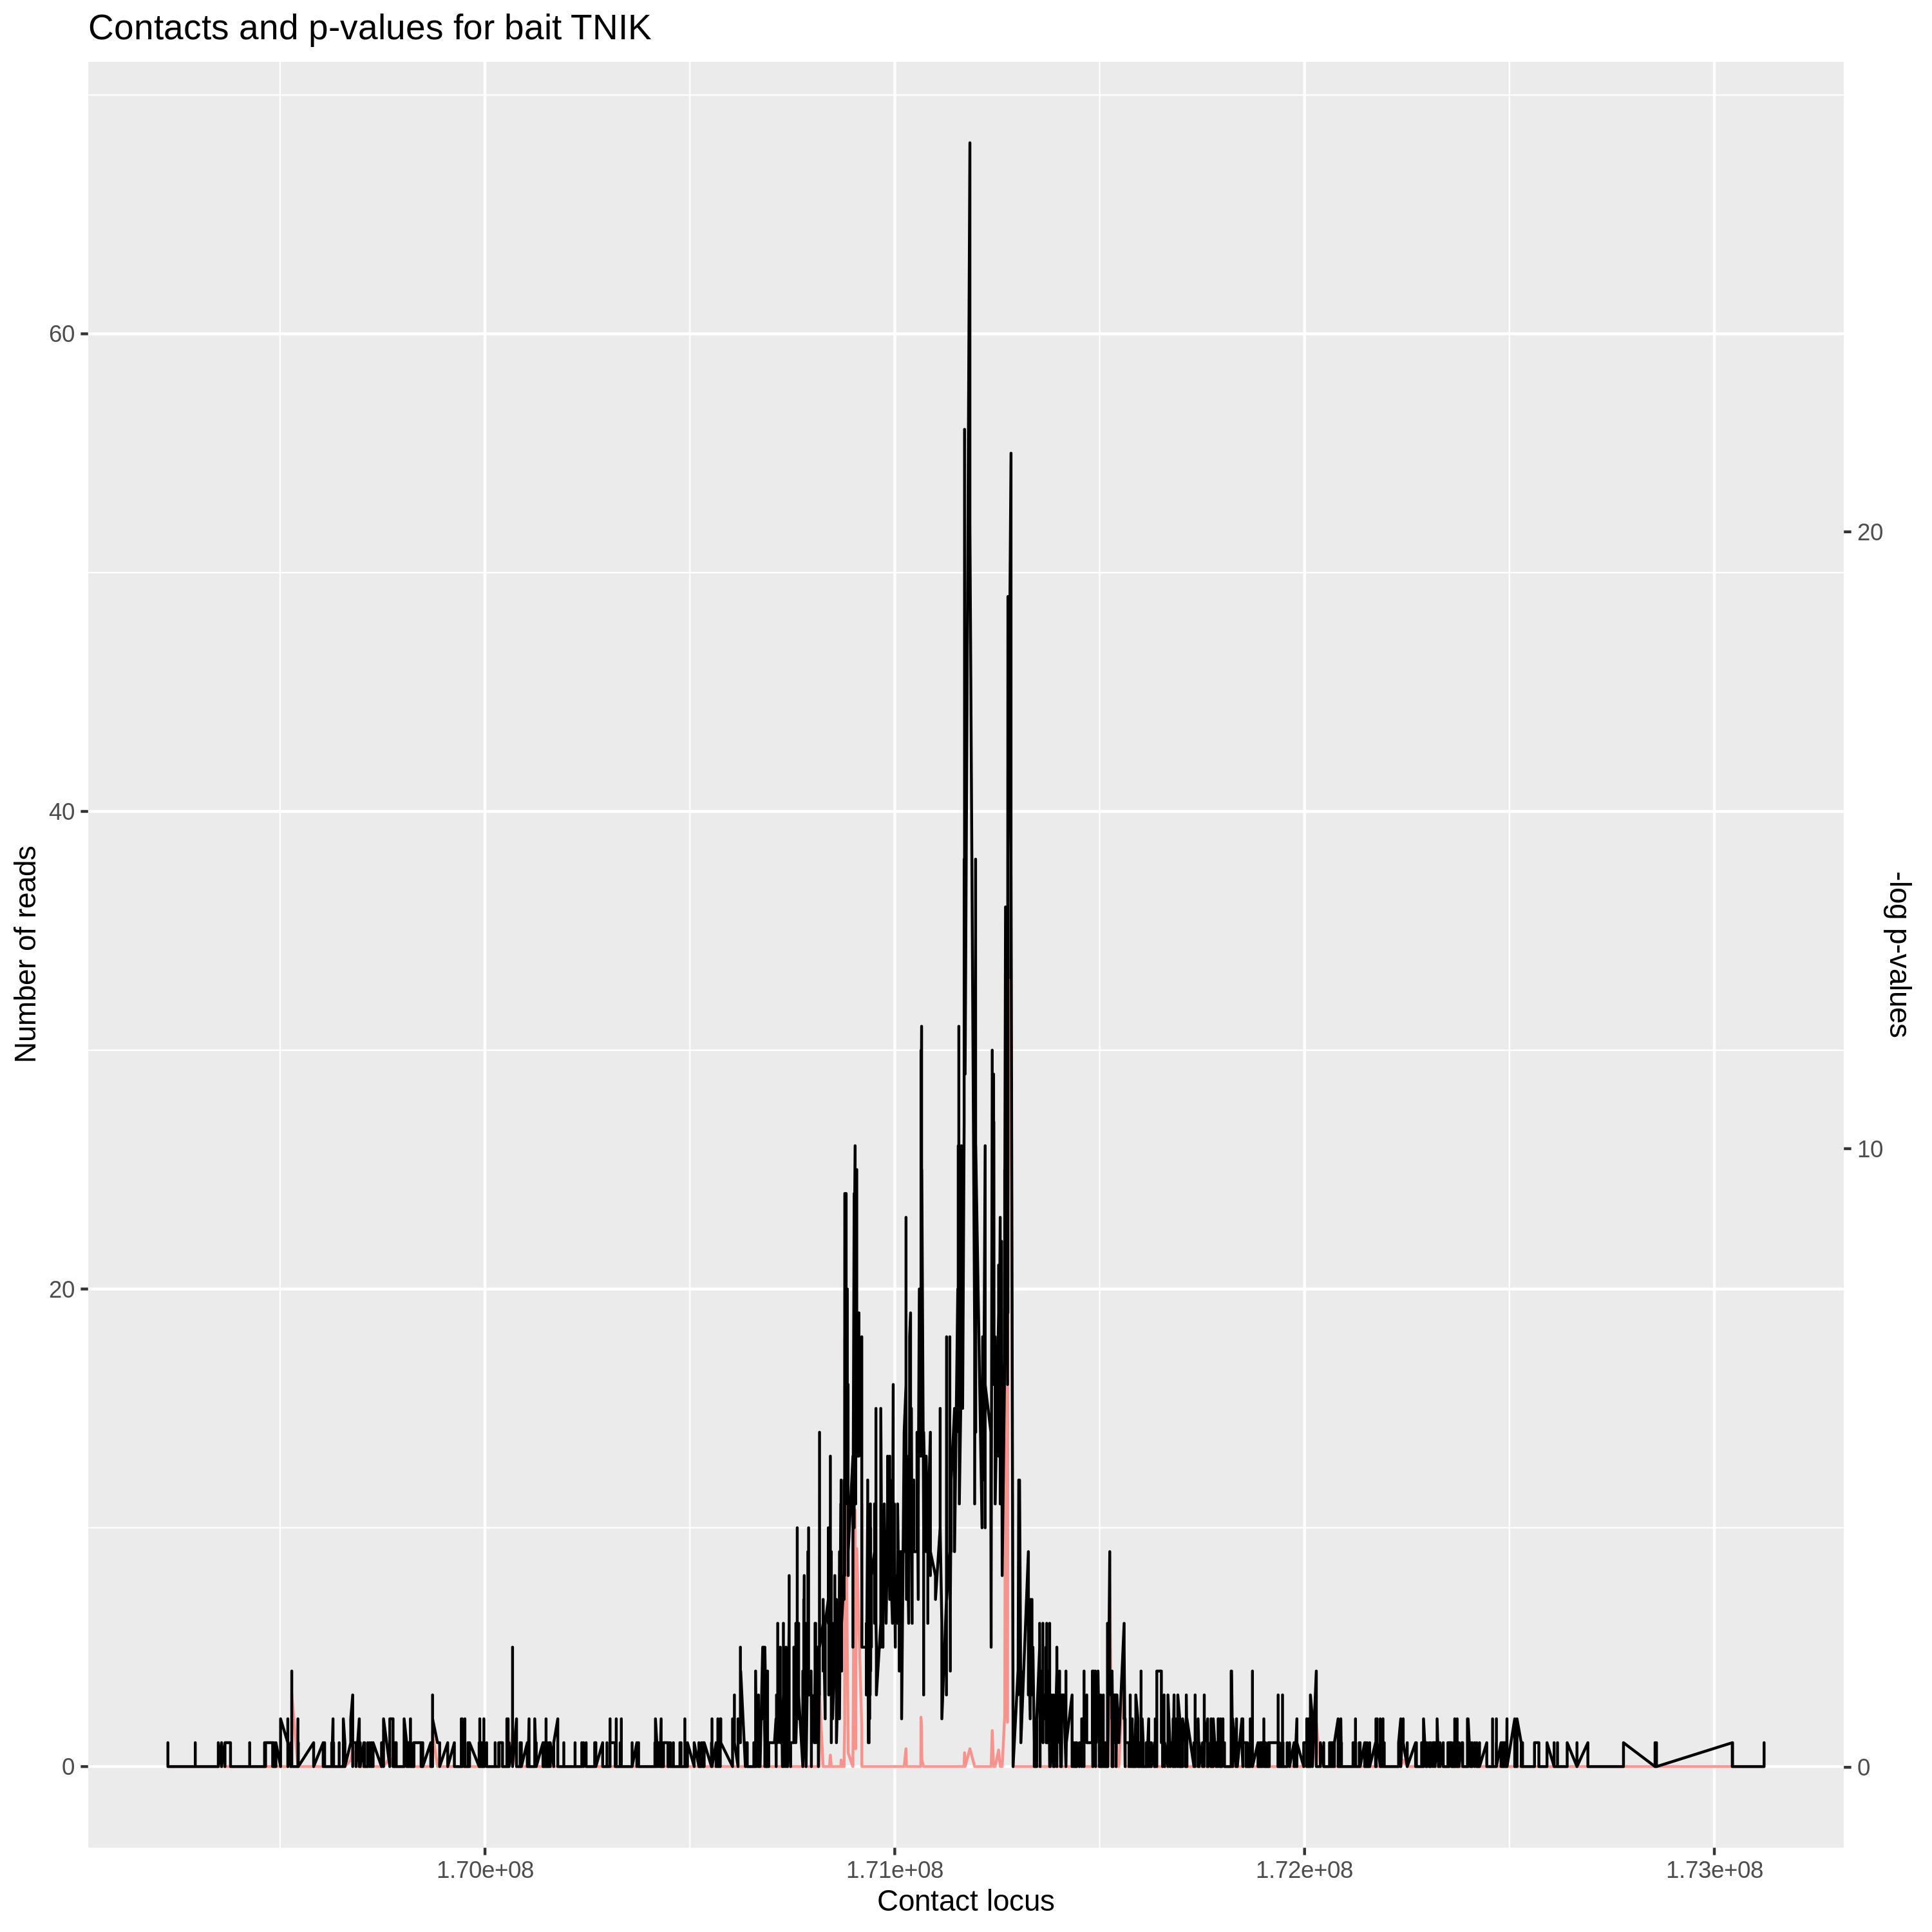 Contacts and p-values for bait TNIK
60
40
20
0
Number of reads
20
10
0
-log p-values
1.70e+08
1.71e+08
1.72e+08
1.73e+08
Contact locus